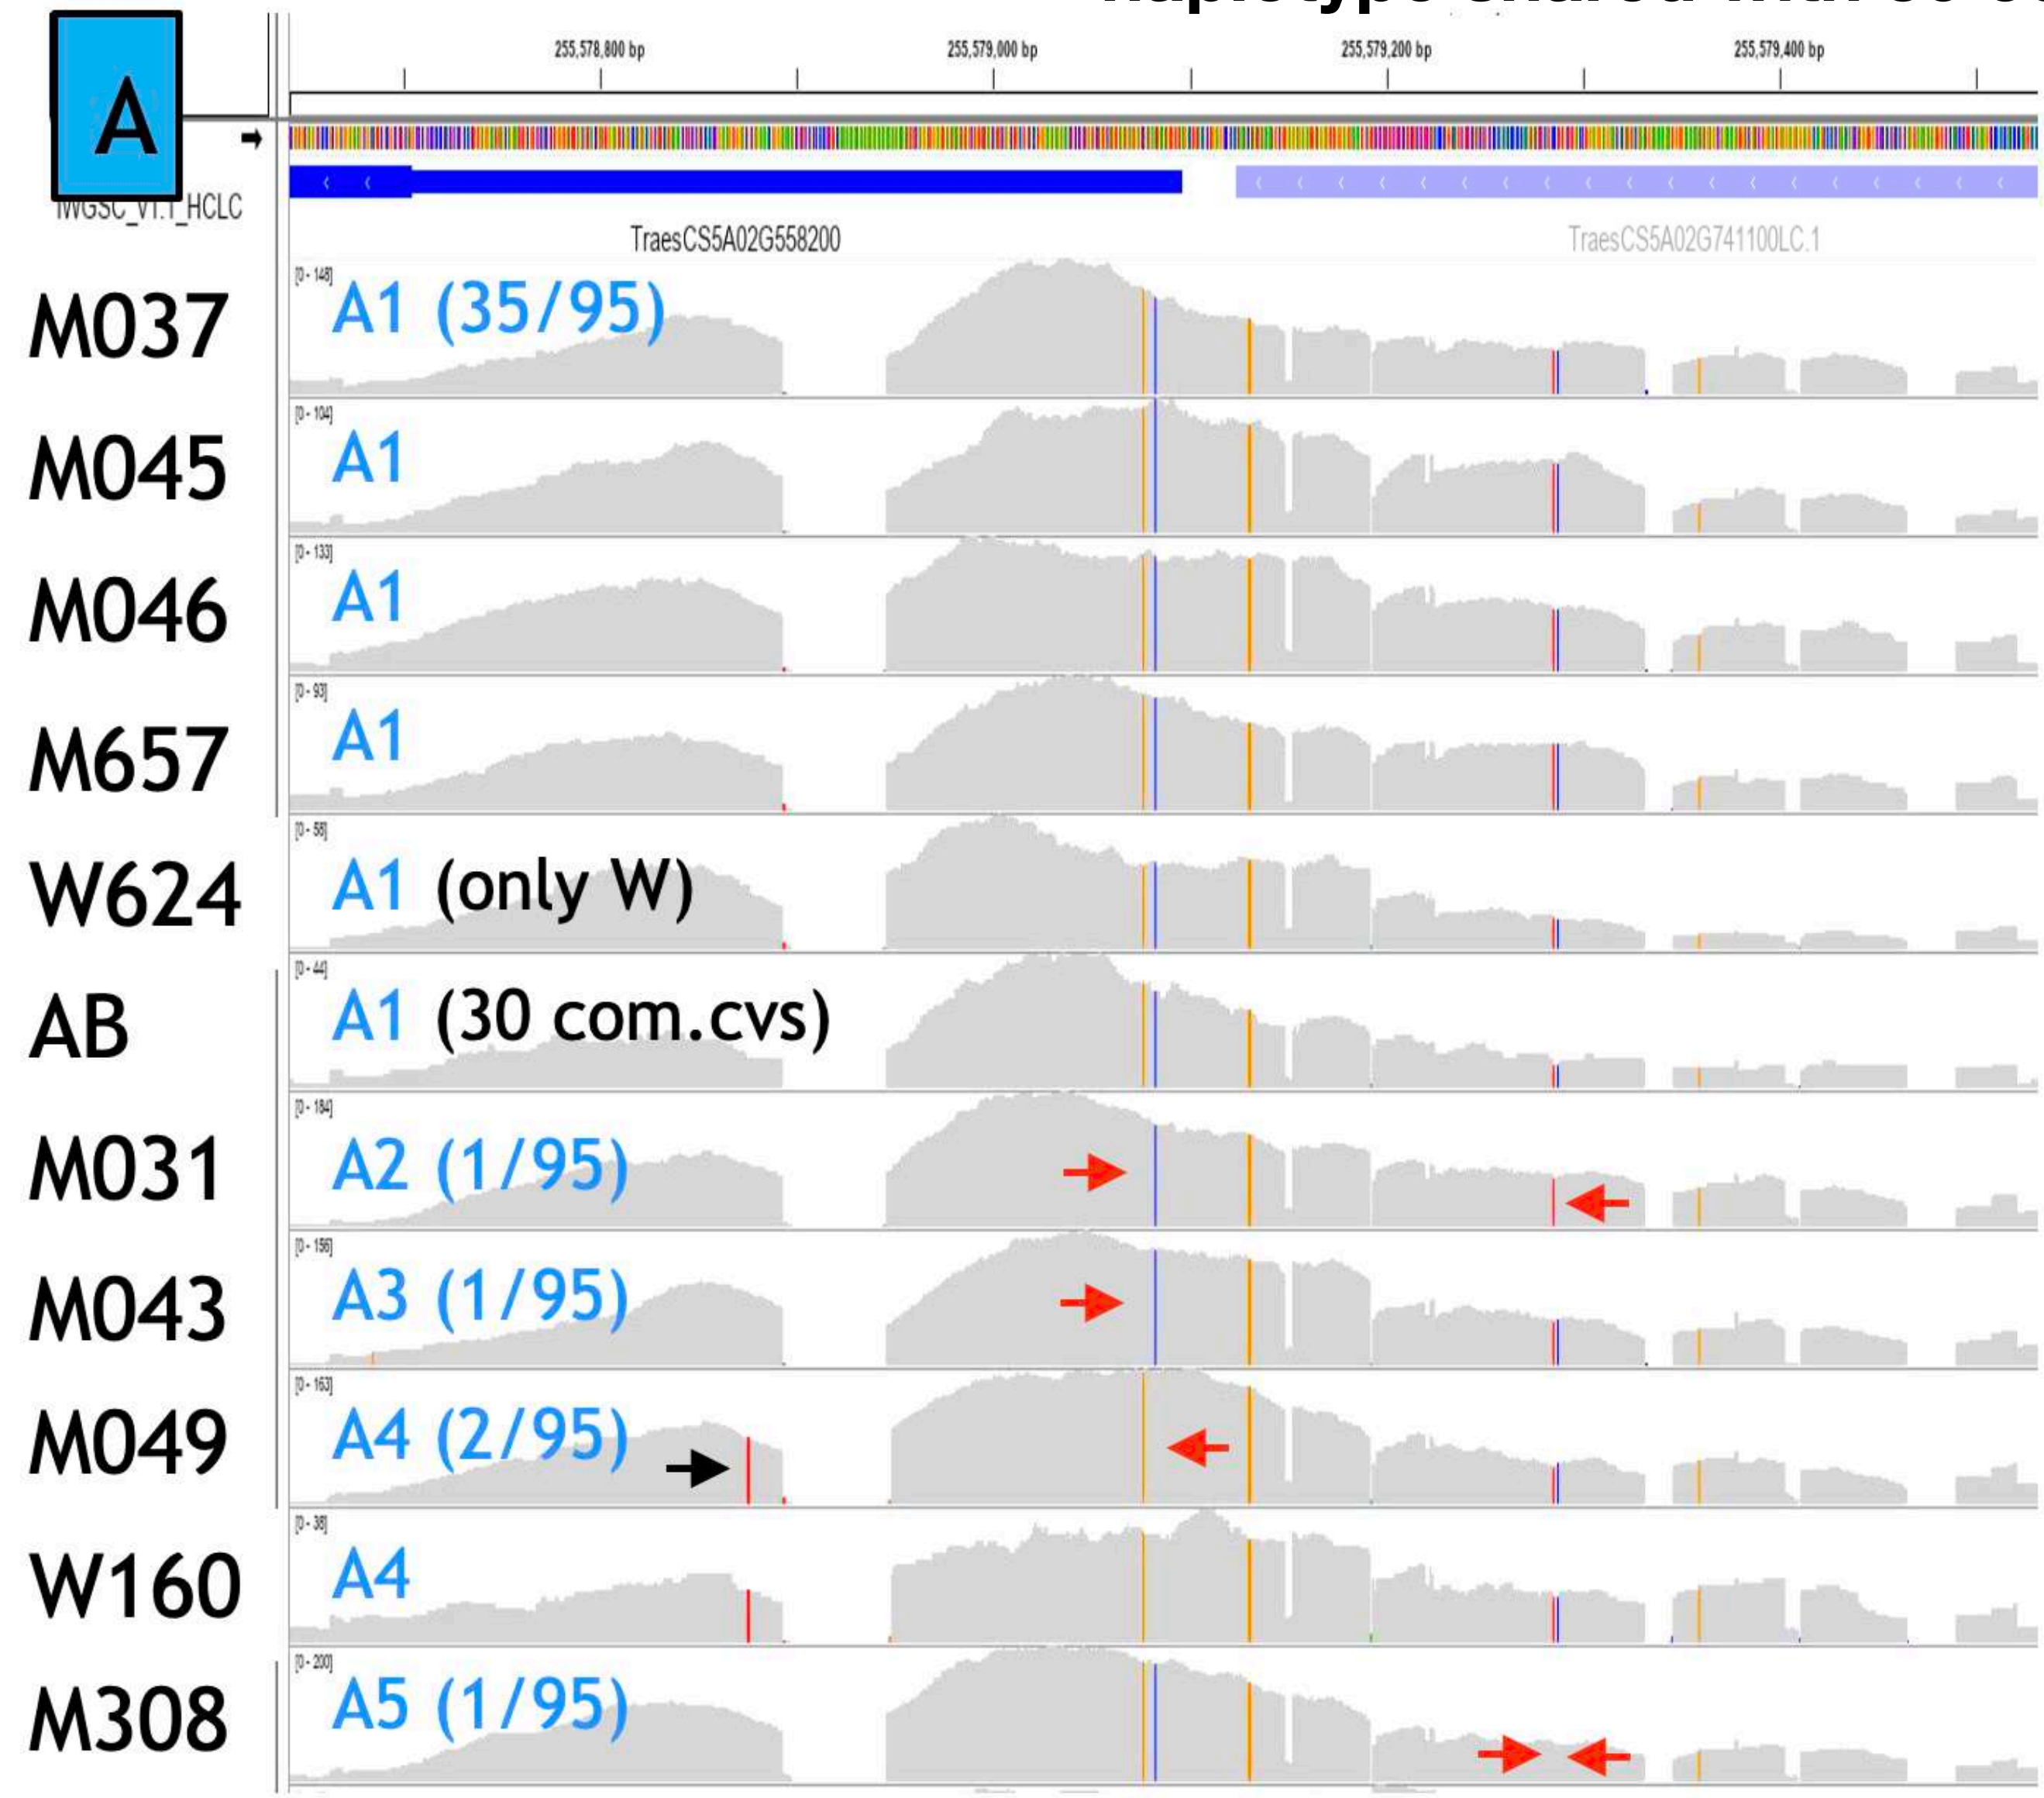 A
255,578,800 bp
255,579,000 bp
255,579,200 bp
255,579,400 bp
IWGSC_V1.1_HCLC
TraesCS5A02G558200
TraesCS5A02G741100LC.1
M037
[0 - 148]
A1 (35/95)
M045
[0 - 104]
A1
M046
[0 - 133]
A1
M657
[0 - 93]
A1
W624
[0 - 58]
A1 (only W)
AB
[0 - 44]
A1 (30 com.cvs)
M031
[0 - 184]
A2 (1/95)
M043
[0 - 156]
A3 (1/95)
M049
[0 - 163]
A4 (2/95)
W160
[0 - 38]
A4
M308
[0 - 200]
A5 (1/95)